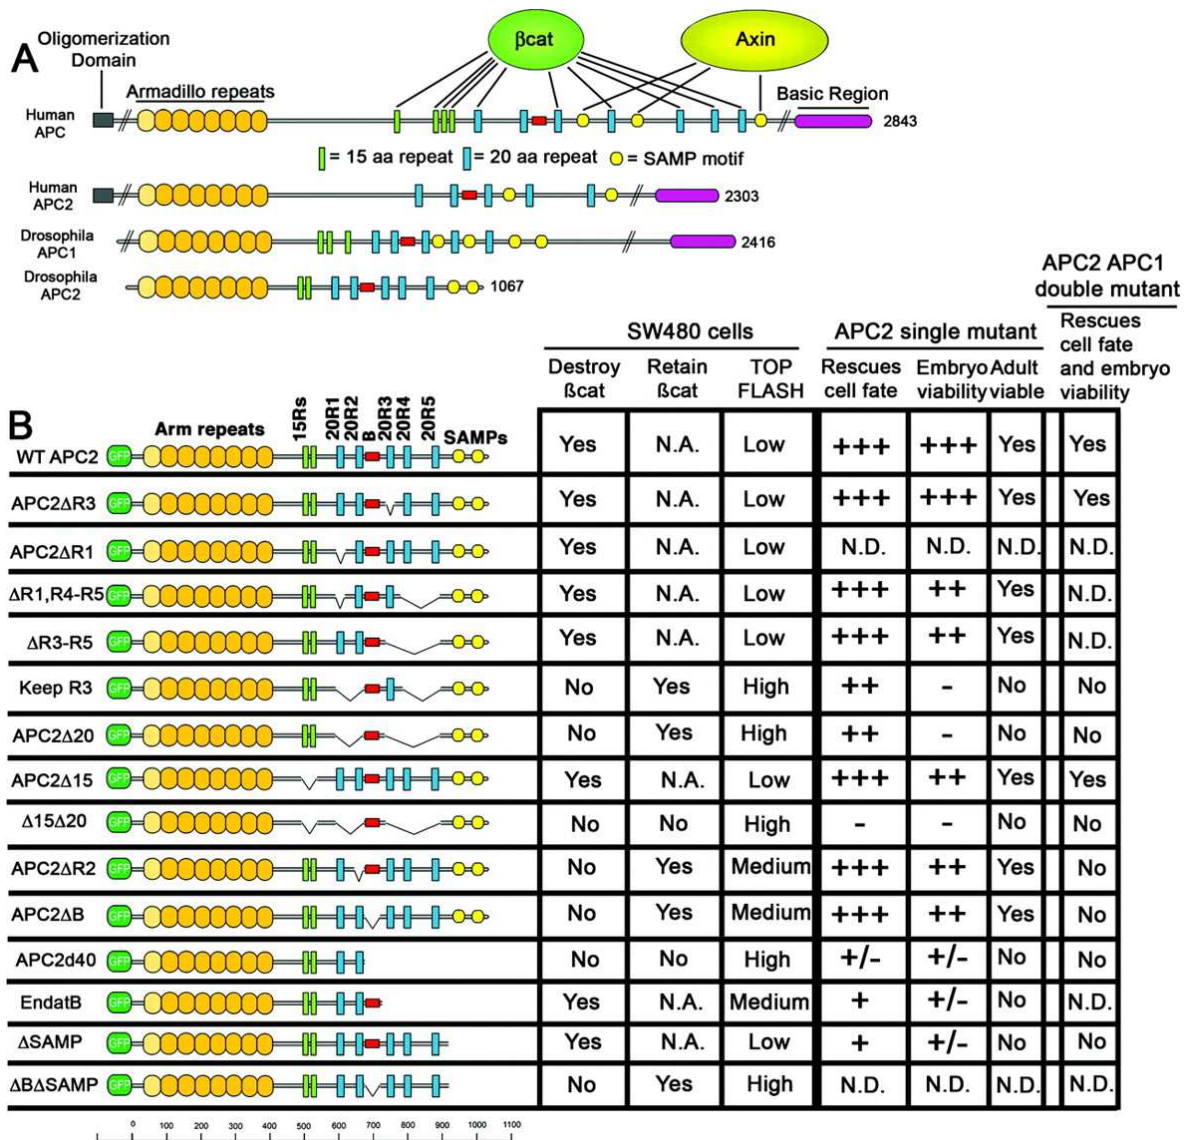 A
Oligomerization
Domain
Armadillo repeats
βcat
Axin
Basic Region
Human
APC
2843
= 15 aa repeat = 20 aa repeat = SAMP motif
Human
APC2
2303
Drosophila
APC1
2416
Drosophila
APC2
1067
APC2 APC1
double mutant
SW480 cells
APC2 single mutant
Destroy
ßcat
Retain
ßcat
TOP
FLASH
Rescues
cell fate
Embryo
viability
Adult
viable
Rescues
cell fate
and embryo
viability
B
Arm repeats
15Rs
20R1
20R2
B
20R3
20R4
20R5
SAMPs
WT APC2 GFP Yes N.A. Low +++ +++ Yes Yes
APC2ΔR3 GFP Yes N.A. Low +++ +++ Yes Yes
APC2ΔR1 GFP Yes N.A. Low N.D. N.D. N.D. N.D.
ΔR1,R4-R5 GFP Yes N.A. Low +++ ++ Yes N.D.
ΔR3-R5 GFP Yes N.A. Low +++ ++ Yes N.D.
Keep R3 GFP No Yes High ++ - No No
APC2Δ20 GFP No Yes High ++ - No No
APC2Δ15 GFP Yes N.A. Low +++ ++ Yes Yes
Δ15Δ20 GFP No No High - - No No
APC2ΔR2 GFP No Yes Medium +++ ++ Yes No
APC2ΔB GFP No Yes Medium +++ ++ Yes No
APC2d40 GFP No No High +/- +/- No No
EndatB GFP Yes N.A. Medium + +/- No N.D.
ΔSAMP GFP Yes N.A. Low + +/- No No
ΔBΔSAMP GFP No Yes High N.D. N.D. N.D. N.D.
0 100 200 300 400 500 600 700 800 900 1000 1100